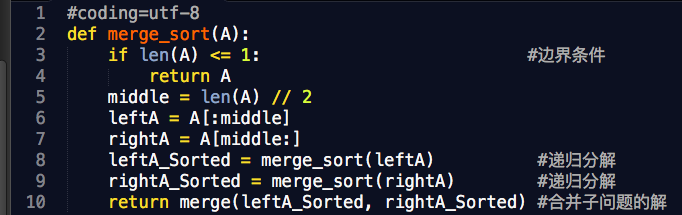 1 #coding=utf-8
2 def merge_sort(A):
3     if len(A) <= 1:                          #边界条件
4         return A
5     middle = len(A) // 2
6     leftA = A[:middle]
7     rightA = A[middle:]
8     leftA_Sorted = merge_sort(leftA)          #递归分解
9     rightA_Sorted = merge_sort(rightA)        #递归分解
10     return merge(leftA_Sorted, rightA_Sorted) #合并子问题的解